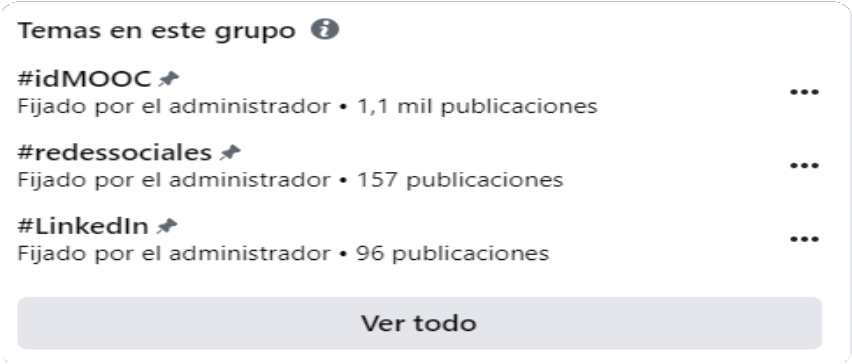 Temas en este grupo
#idMOOC
Fijado por el administrador • 1,1 mil publicaciones
#redessociales
Fijado por el administrador • 157 publicaciones
#LinkedIn
Fijado por el administrador • 96 publicaciones
Ver todo